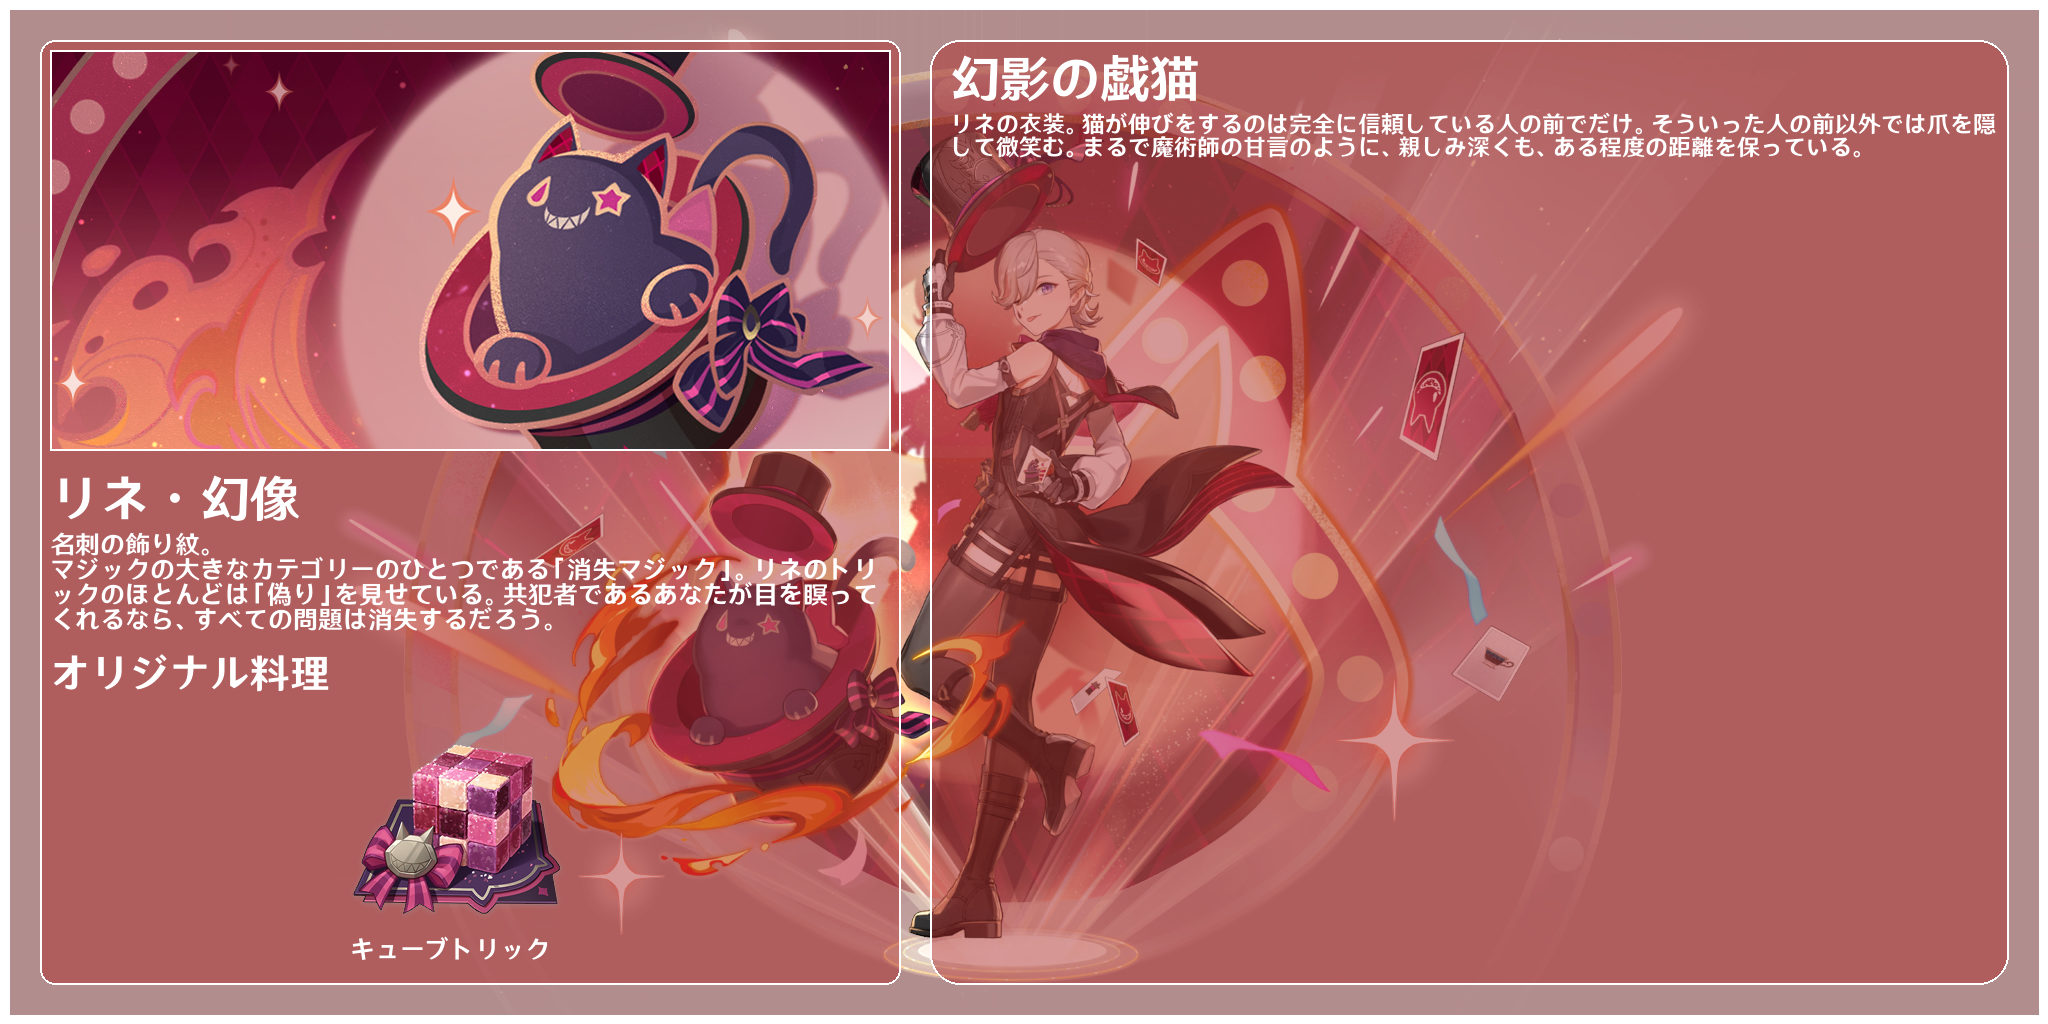 リネ・幻像
名刺の飾り紋。
マジックの大きなカテゴリーのひとつである「消失マジック」。リネのトリ
ックのほとんどは「偽り」を見せている。共犯者であるあなたが目を瞑って
くれるなら、すべての問題は消失するだろう。
オリジナル料理
キューブトリック
幻影の戯猫
リネの衣装。猫が伸びをするのは完全に信頼している人の前でだけ。そういった人の前以外では爪を隠
して微笑む。まるで魔術師の甘言のように、親しみ深くも、ある程度の距離を保っている。